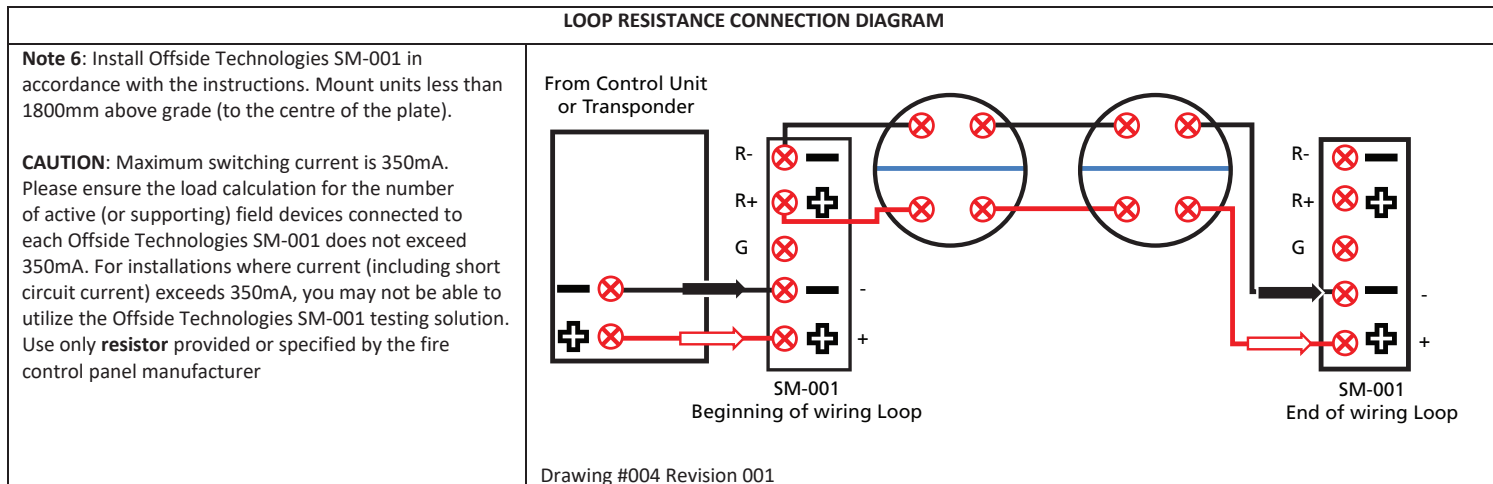 LOOP RESISTANCE CONNECTION DIAGRAM
Note 6: Install Offside Technologies SM-001 in
accordance with the instructions. Mount units less than
1800mm above grade (to the centre of the plate).
CAUTION: Maximum switching current is 350mA.
Please ensure the load calculation for the number
of active (or supporting) field devices connected to
each Offside Technologies SM-001 does not exceed
350mA. For installations where current (including short
circuit current) exceeds 350mA, you may not be able to
utilize the Offside Technologies SM-001 testing solution.
Use only resistor provided or specified by the fire
control panel manufacturer
From Control Unit
or Transponder
R-
R+
G
-
+
SM-001
Beginning of wiring Loop
R-
R+
G
-
+
SM-001
End of wiring Loop
Drawing #004 Revision 001